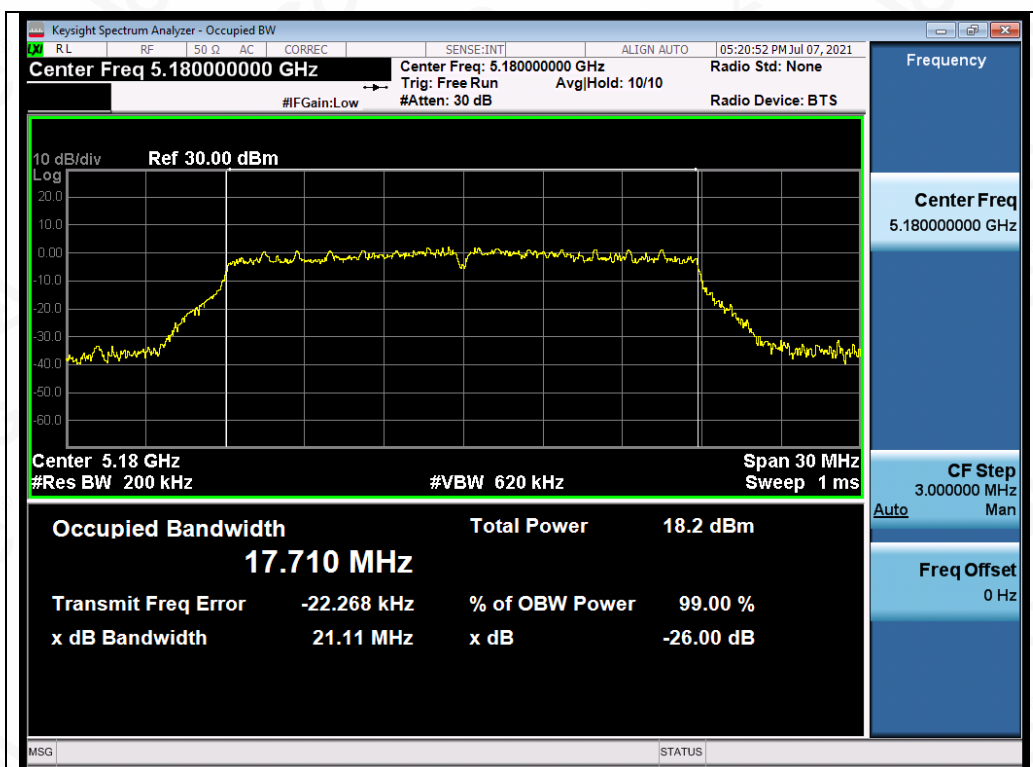 Keysight Spectrum Analyzer - Occupied BW
LXI RL RF 50 Ω AC CORREC SENSE:INT ALIGN AUTO 05:20:52 PM Jul 07, 2021
Center Freq 5.180000000 GHz
Center Freq: 5.180000000 GHz Radio Std: None
Trig: Free Run Avg|Hold: 10/10
#IFGain:Low #Atten: 30 dB Radio Device: BTS
Frequency
10 dB/div Ref 30.00 dBm
Log
20.0
10.0
0.00
-10.0
-20.0
-30.0
-40.0
-50.0
-60.0
Center 5.18 GHz Span 30 MHz
#Res BW 200 kHz #VBW 620 kHz Sweep 1 ms
Center Freq
5.180000000 GHz
CF Step
3.000000 MHz
Auto Man
Freq Offset
0 Hz
Occupied Bandwidth Total Power 18.2 dBm
17.710 MHz
Transmit Freq Error -22.268 kHz % of OBW Power 99.00 %
x dB Bandwidth 21.11 MHz x dB -26.00 dB
MSG STATUS